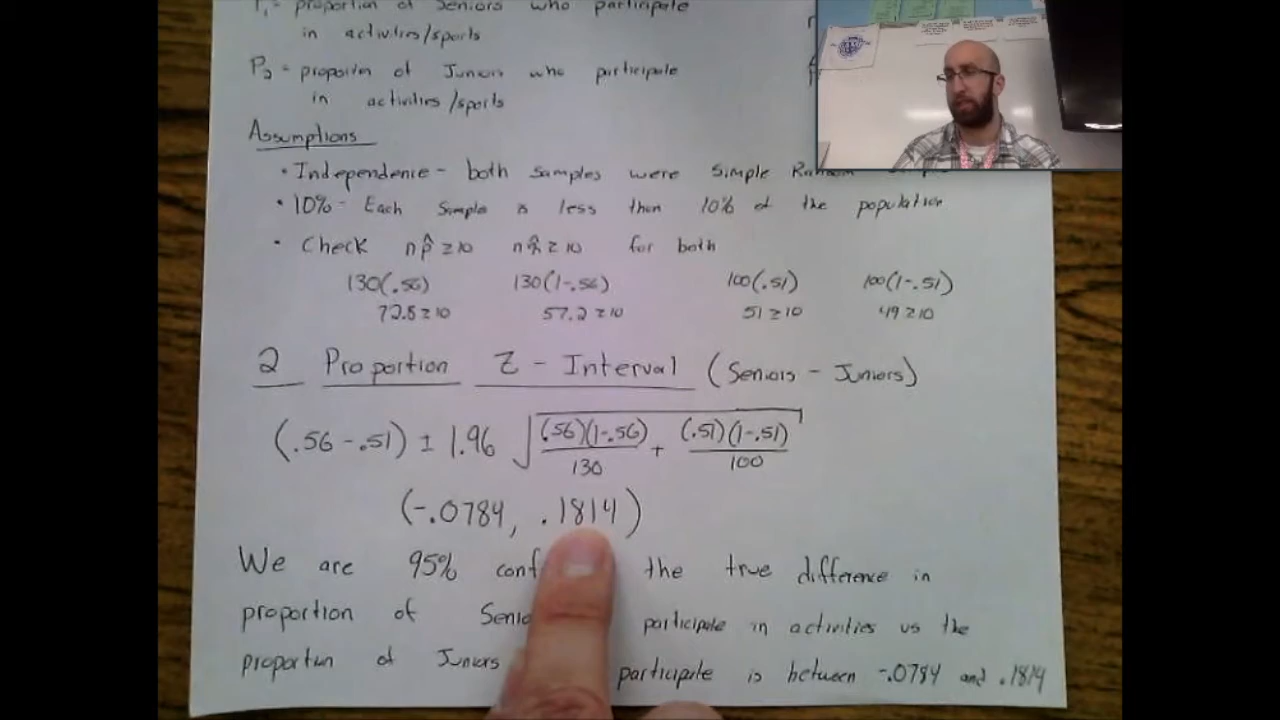 P₁ = proportion of Seniors who participate
in activities/sports
P₂ = proportion of Juniors who participate
in activities/sports
Assumptions
• Independence - both samples were Simple Random
• 10% - Each Sample is less than 10% of the population
• Check np̂ ≥ 10 nq̂ ≥ 10 for both
130(.56) 130(1-.56) 100(.51) 100(1-.51)
72.8 ≥ 10 57.2 ≥ 10 51 ≥ 10 49 ≥ 10
2 Proportion Z - Interval (Seniors - Juniors)
(.56 - .51) ± 1.96 √((.56)(1-.56)/130 + (.51)(1-.51)/100)
(-.0784, .1814)
We are 95% conf the true difference in
proportion of Senio participate in activities vs the
proportion of Juniors participate is between -.0784 and .1814